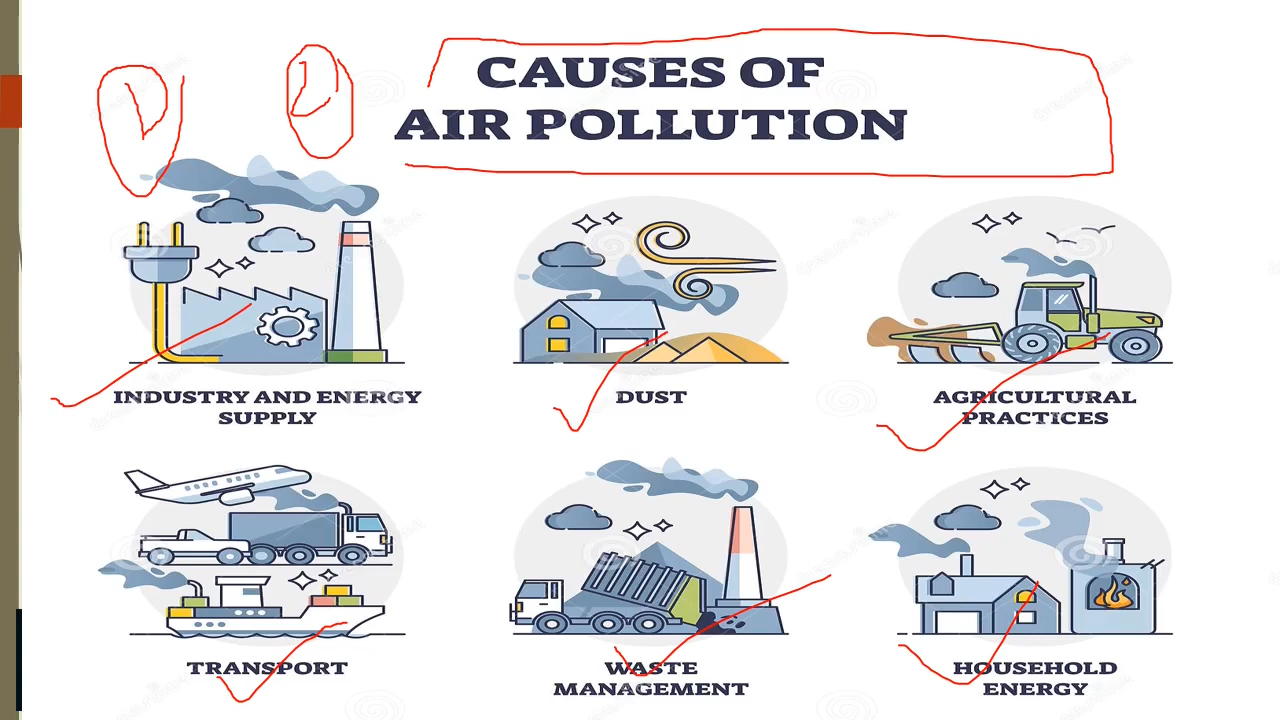 CAUSES OF
AIR POLLUTION
INDUSTRY AND ENERGY
SUPPLY
DUST
AGRICULTURAL
PRACTICES
TRANSPORT
WASTE
MANAGEMENT
HOUSEHOLD
ENERGY